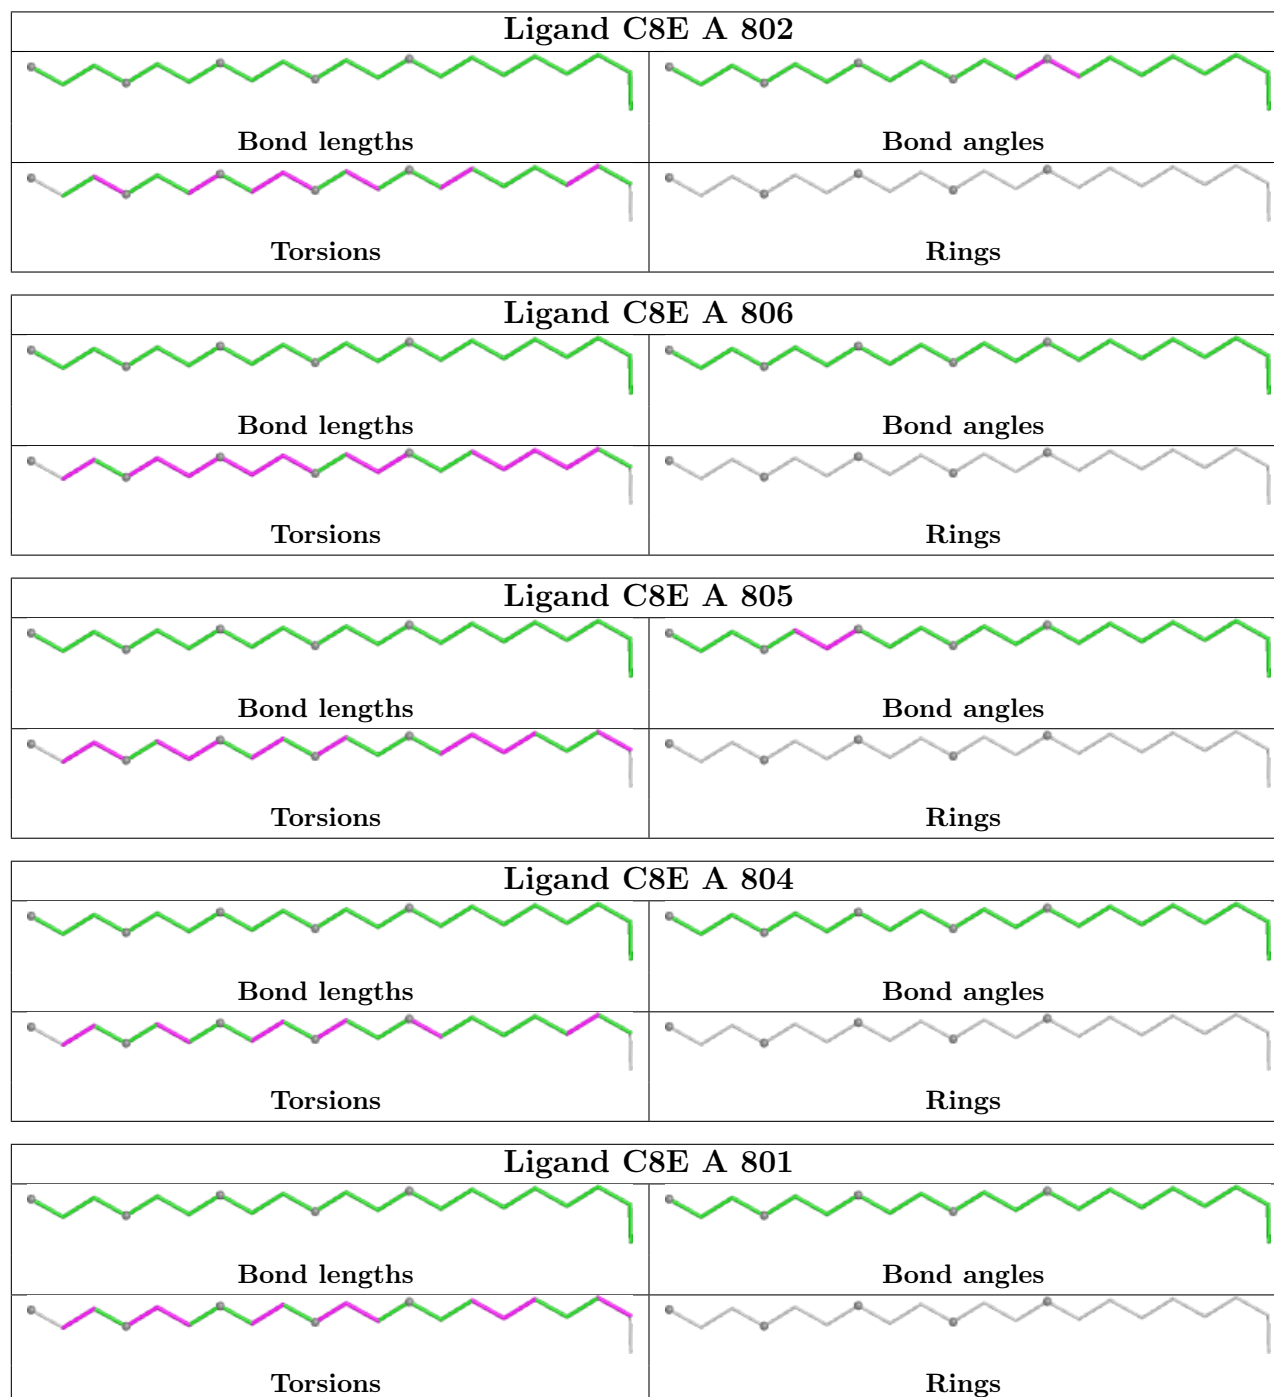 Ligand C8E A 802
Bond lengths
Bond angles
Torsions
Rings
Ligand C8E A 806
Bond lengths
Bond angles
Torsions
Rings
Ligand C8E A 805
Bond lengths
Bond angles
Torsions
Rings
Ligand C8E A 804
Bond lengths
Bond angles
Torsions
Rings
Ligand C8E A 801
Bond lengths
Bond angles
Torsions
Rings